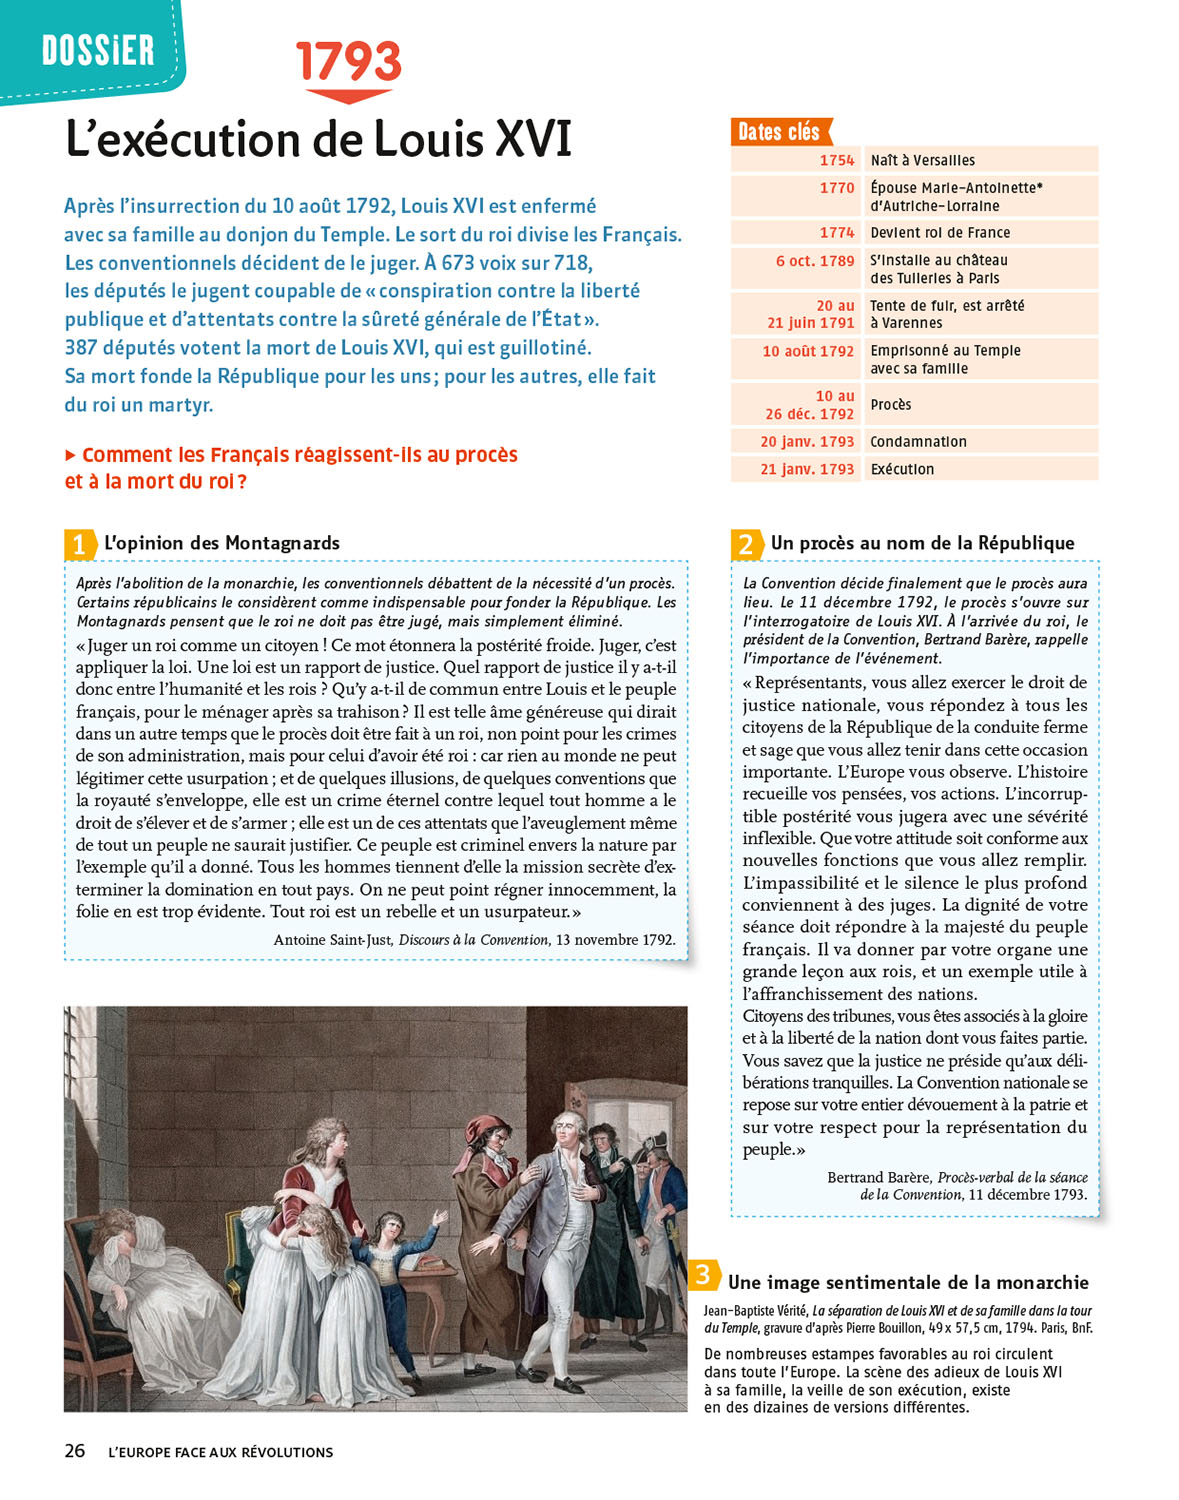 DOSSiER
1793
L’exécution de Louis XVI
Après l’insurrection du 10 août 1792, Louis XVI est enfermé
avec sa famille au donjon du Temple. Le sort du roi divise les Français.
Les conventionnels décident de le juger. À 673 voix sur 718,
les députés le jugent coupable de « conspiration contre la liberté
publique et d’attentats contre la sûreté générale de l’État ».
387 députés votent la mort de Louis XVI, qui est guillotiné.
Sa mort fonde la République pour les uns ; pour les autres, elle fait
du roi un martyr.
▶ Comment les Français réagissent-ils au procès
et à la mort du roi ?
Dates clés
1754 Naît à Versailles
1770 Épouse Marie-Antoinette*
d’Autriche-Lorraine
1774 Devient roi de France
6 oct. 1789 S’installe au château
des Tuileries à Paris
20 au Tente de fuir, est arrêté
21 juin 1791 à Varennes
10 août 1792 Emprisonné au Temple
avec sa famille
10 au
26 déc. 1792 Procès
20 janv. 1793 Condamnation
21 janv. 1793 Exécution
1 L’opinion des Montagnards
Après l’abolition de la monarchie, les conventionnels débattent de la nécessité d’un procès.
Certains républicains le considèrent comme indispensable pour fonder la République. Les
Montagnards pensent que le roi ne doit pas être jugé, mais simplement éliminé.
« Juger un roi comme un citoyen ! Ce mot étonnera la postérité froide. Juger, c’est
appliquer la loi. Une loi est un rapport de justice. Quel rapport de justice il y a-t-il
donc entre l’humanité et les rois ? Qu’y a-t-il de commun entre Louis et le peuple
français, pour le ménager après sa trahison ? Il est telle âme généreuse qui dirait
dans un autre temps que le procès doit être fait à un roi, non point pour les crimes
de son administration, mais pour celui d’avoir été roi : car rien au monde ne peut
légitimer cette usurpation ; et de quelques illusions, de quelques conventions que
la royauté s’enveloppe, elle est un crime éternel contre lequel tout homme a le
droit de s’élever et de s’armer ; elle est un de ces attentats que l’aveuglement même
de tout un peuple ne saurait justifier. Ce peuple est criminel envers la nature par
l’exemple qu’il a donné. Tous les hommes tiennent d’elle la mission secrète d’ex-
terminer la domination en tout pays. On ne peut point régner innocemment, la
folie en est trop évidente. Tout roi est un rebelle et un usurpateur. »
Antoine Saint-Just, Discours à la Convention, 13 novembre 1792.
2 Un procès au nom de la République
La Convention décide finalement que le procès aura
lieu. Le 11 décembre 1792, le procès s’ouvre sur
l’interrogatoire de Louis XVI. À l’arrivée du roi, le
président de la Convention, Bertrand Barère, rappelle
l’importance de l’événement.
« Représentants, vous allez exercer le droit de
justice nationale, vous répondez à tous les
citoyens de la République de la conduite ferme
et sage que vous allez tenir dans cette occasion
importante. L’Europe vous observe. L’histoire
recueille vos pensées, vos actions. L’incorrup-
tible postérité vous jugera avec une sévérité
inflexible. Que votre attitude soit conforme aux
nouvelles fonctions que vous allez remplir.
L’impassibilité et le silence le plus profond
conviennent à des juges. La dignité de votre
séance doit répondre à la majesté du peuple
français. Il va donner par votre organe une
grande leçon aux rois, et un exemple utile à
l’affranchissement des nations.
Citoyens des tribunes, vous êtes associés à la gloire
et à la liberté de la nation dont vous faites partie.
Vous savez que la justice ne préside qu’aux déli-
bérations tranquilles. La Convention nationale se
repose sur votre entier dévouement à la patrie et
sur votre respect pour la représentation du
peuple. »
Bertrand Barère, Procès-verbal de la séance
de la Convention, 11 décembre 1793.
3 Une image sentimentale de la monarchie
Jean-Baptiste Vérité, La séparation de Louis XVI et de sa famille dans la tour
du Temple, gravure d’après Pierre Bouillon, 49 x 57,5 cm, 1794. Paris, BnF.
De nombreuses estampes favorables au roi circulent
dans toute l’Europe. La scène des adieux de Louis XVI
à sa famille, la veille de son exécution, existe
en des dizaines de versions différentes.
26 L’EUROPE FACE AUX RÉVOLUTIONS